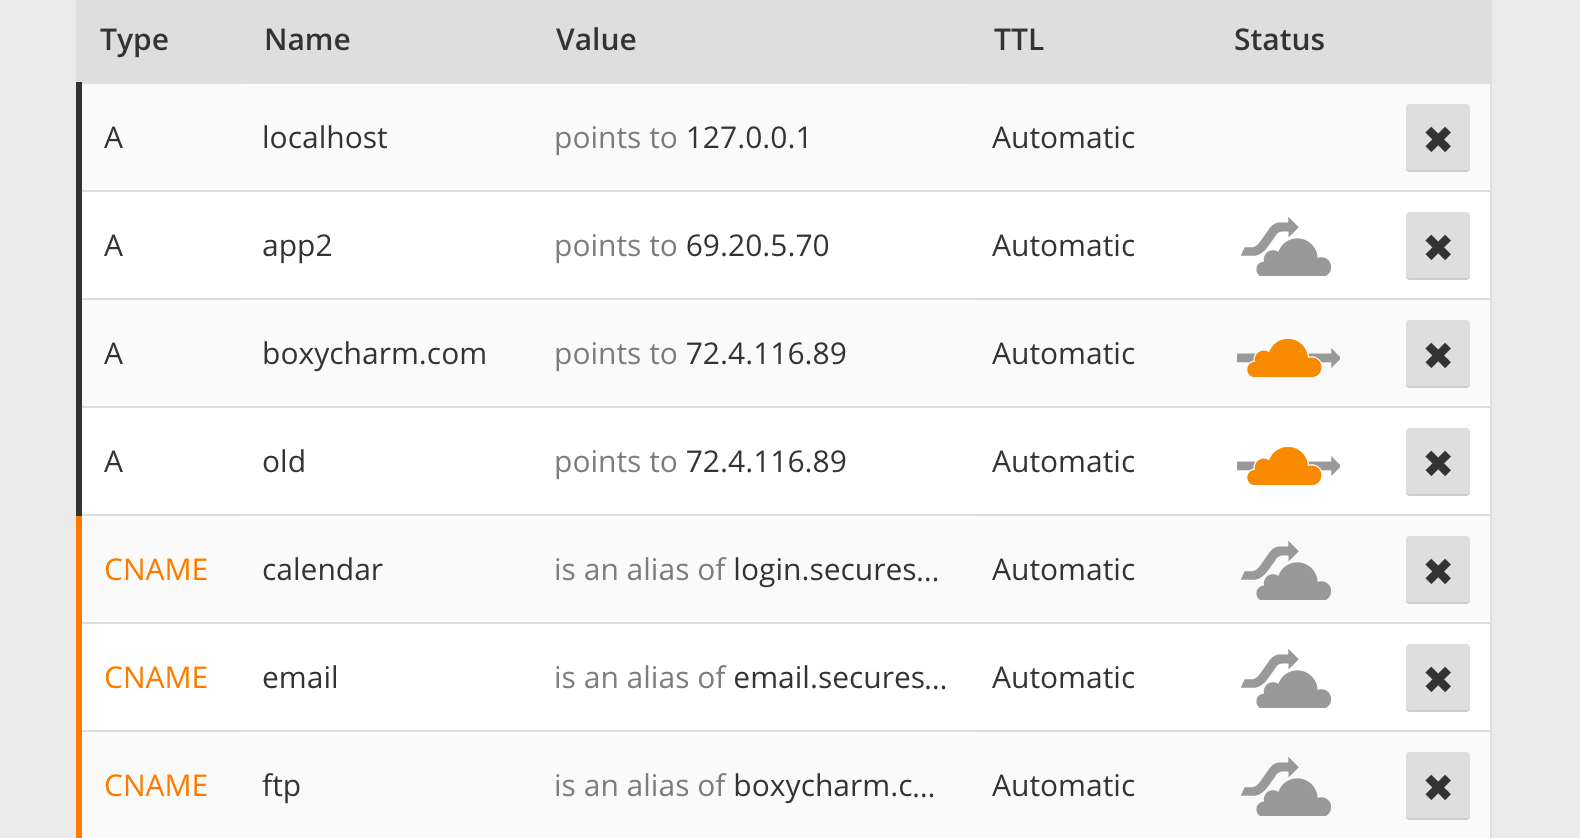 Type Name Value TTL Status
A localhost points to 127.0.0.1 Automatic
A app2 points to 69.20.5.70 Automatic
A boxycharm.com points to 72.4.116.89 Automatic
A old points to 72.4.116.89 Automatic
CNAME calendar is an alias of login.secures... Automatic
CNAME email is an alias of email.secures... Automatic
CNAME ftp is an alias of boxycharm.c... Automatic